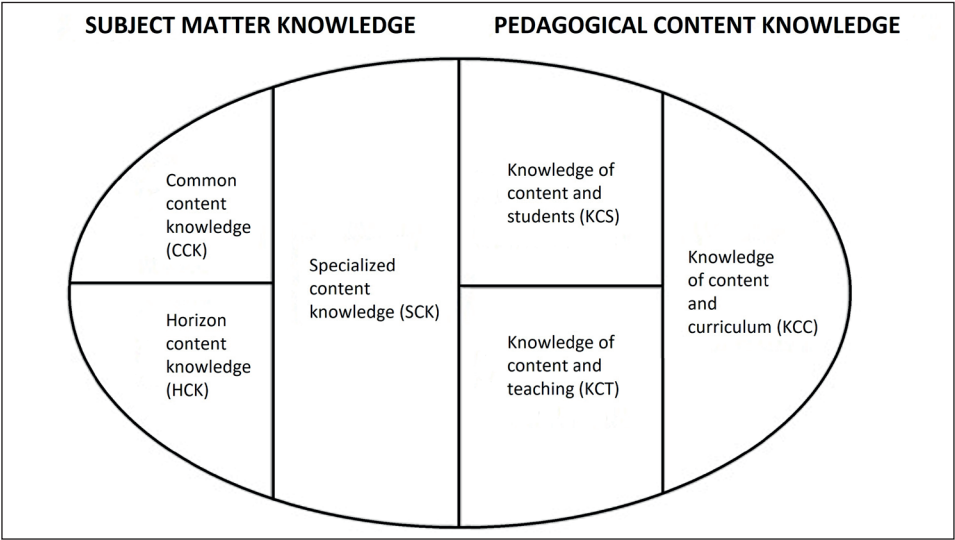 SUBJECT MATTER KNOWLEDGE
PEDAGOGICAL CONTENT KNOWLEDGE
Common
content
knowledge
(CCK)
Horizon
content
knowledge
(HCK)
Specialized
content
knowledge (SCK)
Knowledge of
content and
students (KCS)
Knowledge of
content and
teaching (KCT)
Knowledge
of content
and
curriculum (KCC)